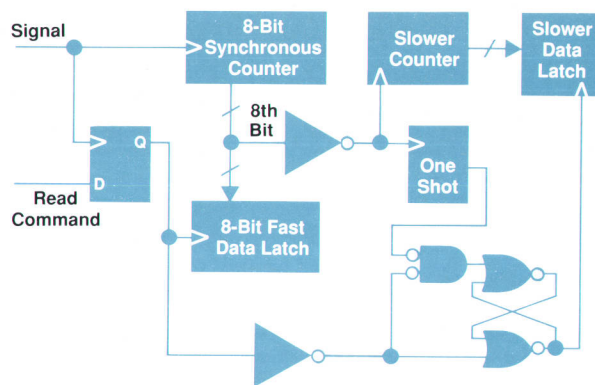 Signal
8-Bit
Synchronous
Counter
Slower
Counter
Slower
Data
Latch
8th
Bit
Q
D
Read
Command
One
Shot
8-Bit Fast
Data Latch